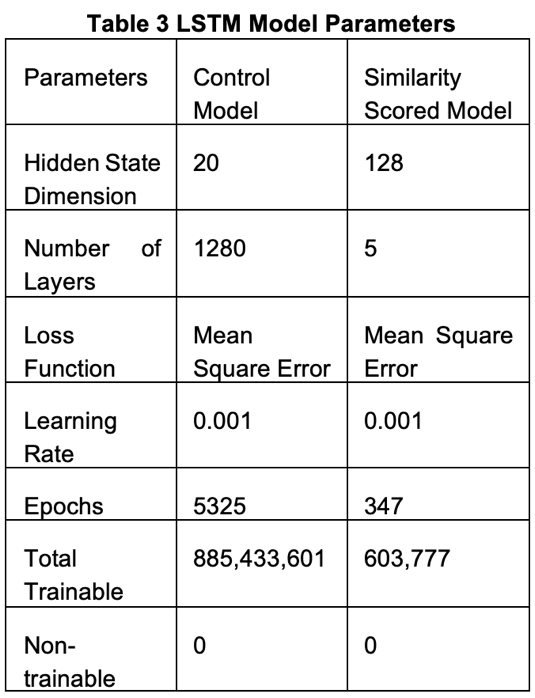 Table 3 LSTM Model Parameters
Parameters Control Similarity
Model Scored Model
Hidden State 20 128
Dimension
Number of 1280 5
Layers
Loss Mean Mean Square
Function Square Error Error
Learning 0.001 0.001
Rate
Epochs 5325 347
Total 885,433,601 603,777
Trainable
Non- 0 0
trainable